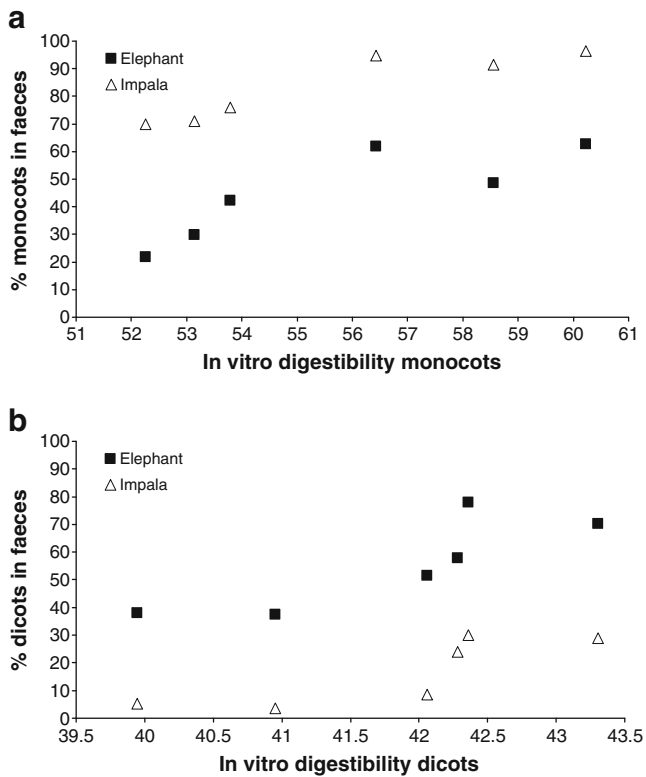 a
100
90
80
70
60
50
40
30
20
10
0
% monocots in faeces
Elephant
Impala
51 52 53 54 55 56 57 58 59 60 61
In vitro digestibility monocots
b
100
90
80
70
60
50
40
30
20
10
0
% dicots in faeces
Elephant
Impala
39.5 40 40.5 41 41.5 42 42.5 43 43.5
In vitro digestibility dicots